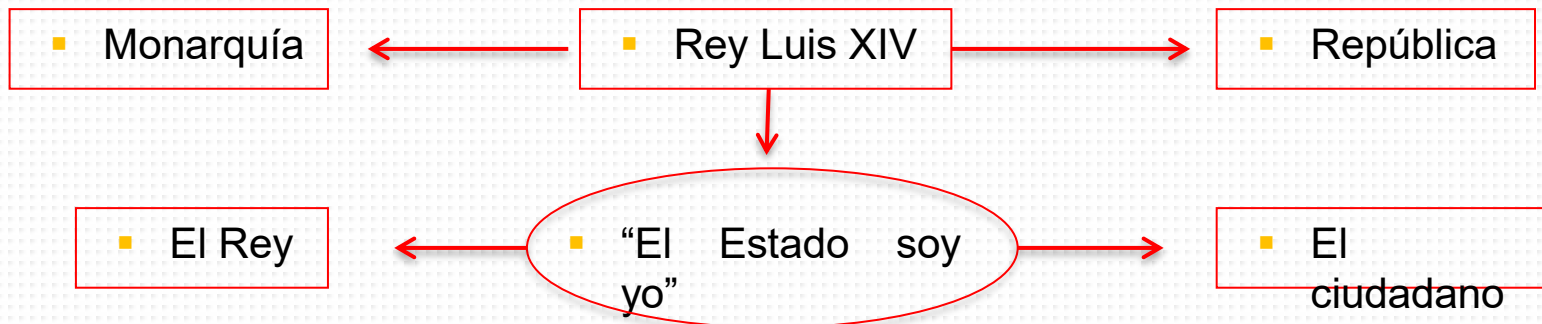 ▪ Monarquía
▪ Rey Luis XIV
▪ República
▪ El Rey
▪ “El Estado soy
yo”
▪ El
ciudadano